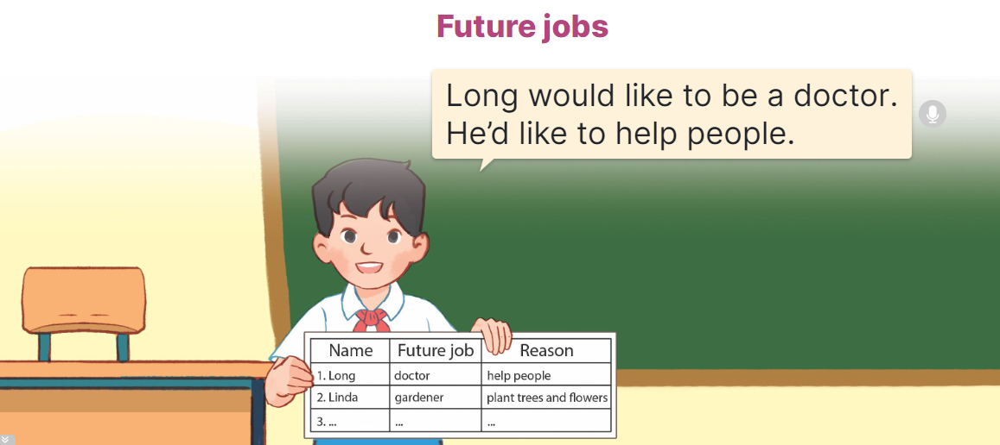 Future jobs
Long would like to be a doctor.
He’d like to help people.
Name Future job Reason
1. Long doctor help people
2. Linda gardener plant trees and flowers
3. ... ... ...